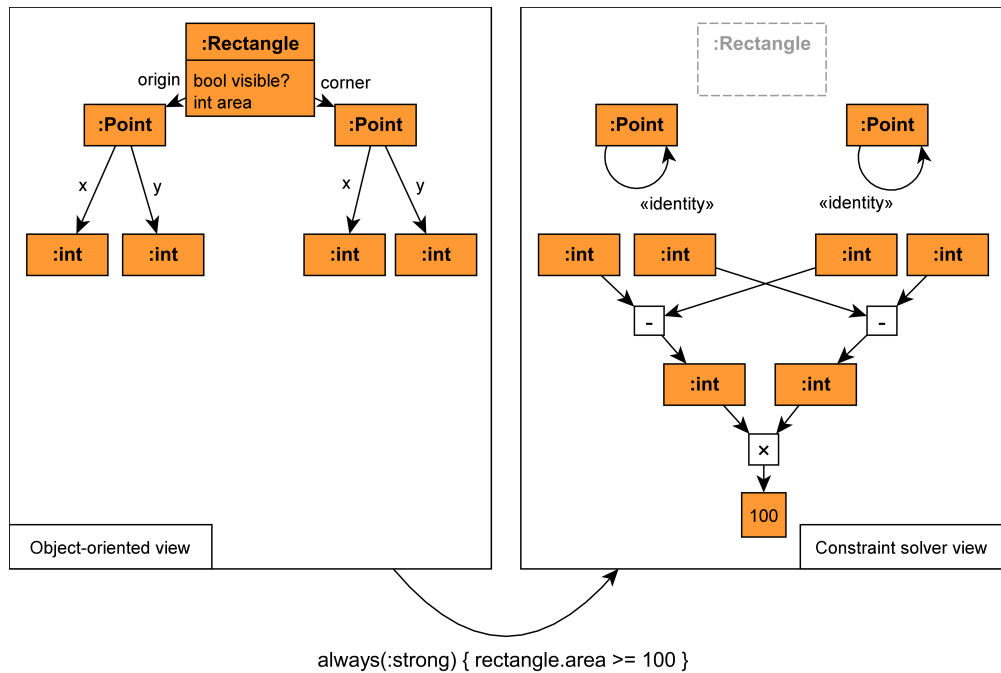 :Rectangle
bool visible?
int area
origin
corner
:Point
:Point
x
y
x
y
:int
:int
:int
:int
Object-oriented view
:Rectangle
:Point
:Point
«identity»
«identity»
:int
:int
:int
:int
-
-
:int
:int
×
100
Constraint solver view
always(:strong) { rectangle.area >= 100 }